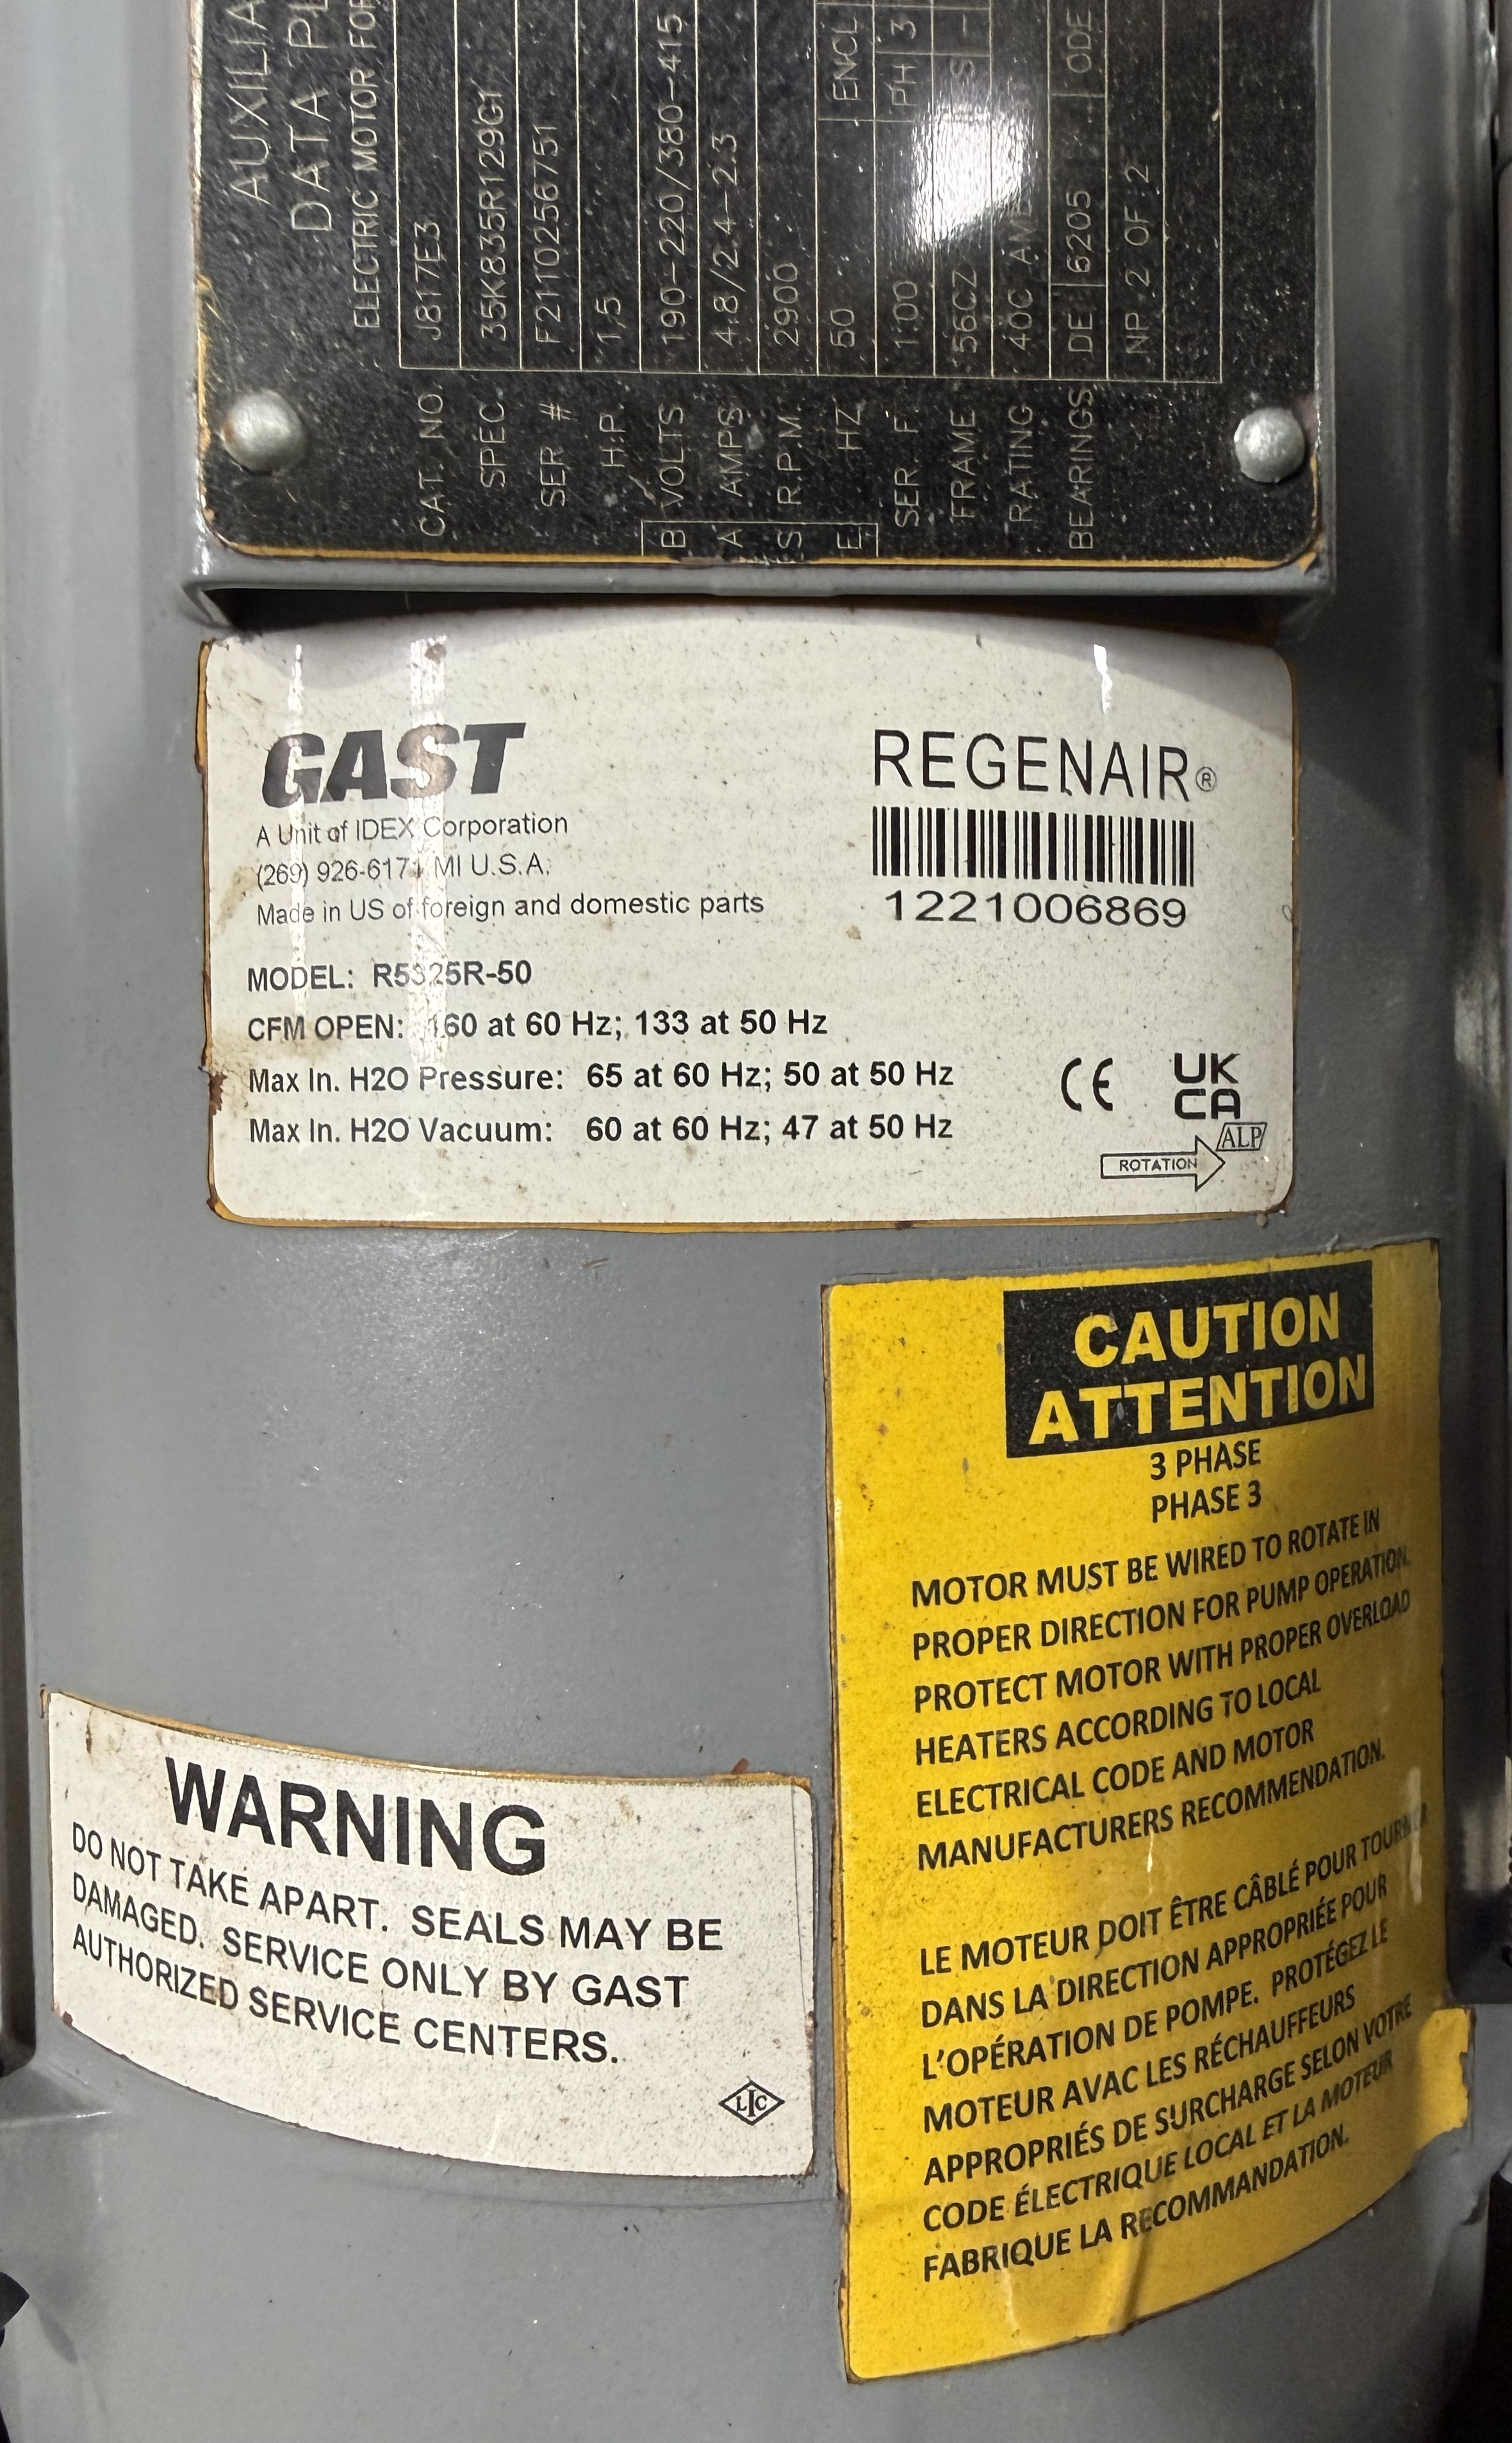 AUXILIA
DATA PL
ELECTRIC MOTOR FOR
CAT. NO. J817E3
SPEC. 35K835R129G1
SER # F2110256751
H.P. 1.5
B VOLTS 190-220/380-415
A AMPS 4.8/2.4-2.3
S R.P.M. 2900
E HZ 50 ENCL
SER. F. 1.00 PH 3
FRAME 56CZ -
RATING 40C
BEARINGS DE 6205 ODE
NP 2 OF 2
GAST
A Unit of IDEX Corporation
(269) 926-6171 MI U.S.A.
Made in US of foreign and domestic parts
REGENAIR®
1221006869
MODEL: R5325R-50
CFM OPEN: 160 at 60 Hz; 133 at 50 Hz
Max In. H2O Pressure: 65 at 60 Hz; 50 at 50 Hz
Max In. H2O Vacuum: 60 at 60 Hz; 47 at 50 Hz
CE UK
CA
ALP
ROTATION
CAUTION
ATTENTION
3 PHASE
PHASE 3
MOTOR MUST BE WIRED TO ROTATE IN
PROPER DIRECTION FOR PUMP OPERATION.
PROTECT MOTOR WITH PROPER OVERLOAD
HEATERS ACCORDING TO LOCAL
ELECTRICAL CODE AND MOTOR
MANUFACTURERS RECOMMENDATION.
LE MOTEUR DOIT ÊTRE CÂBLÉ POUR TOURNER
DANS LA DIRECTION APPROPRIÉE POUR
L'OPÉRATION DE POMPE. PROTÉGEZ LE
MOTEUR AVAC LES RÉCHAUFFEURS
APPROPRIÉS DE SURCHARGE SELON VOTRE
CODE ÉLECTRIQUE LOCAL ET LA MOTEUR
FABRIQUE LA RECOMMANDATION.
WARNING
DO NOT TAKE APART. SEALS MAY BE
DAMAGED. SERVICE ONLY BY GAST
AUTHORIZED SERVICE CENTERS.
LIC